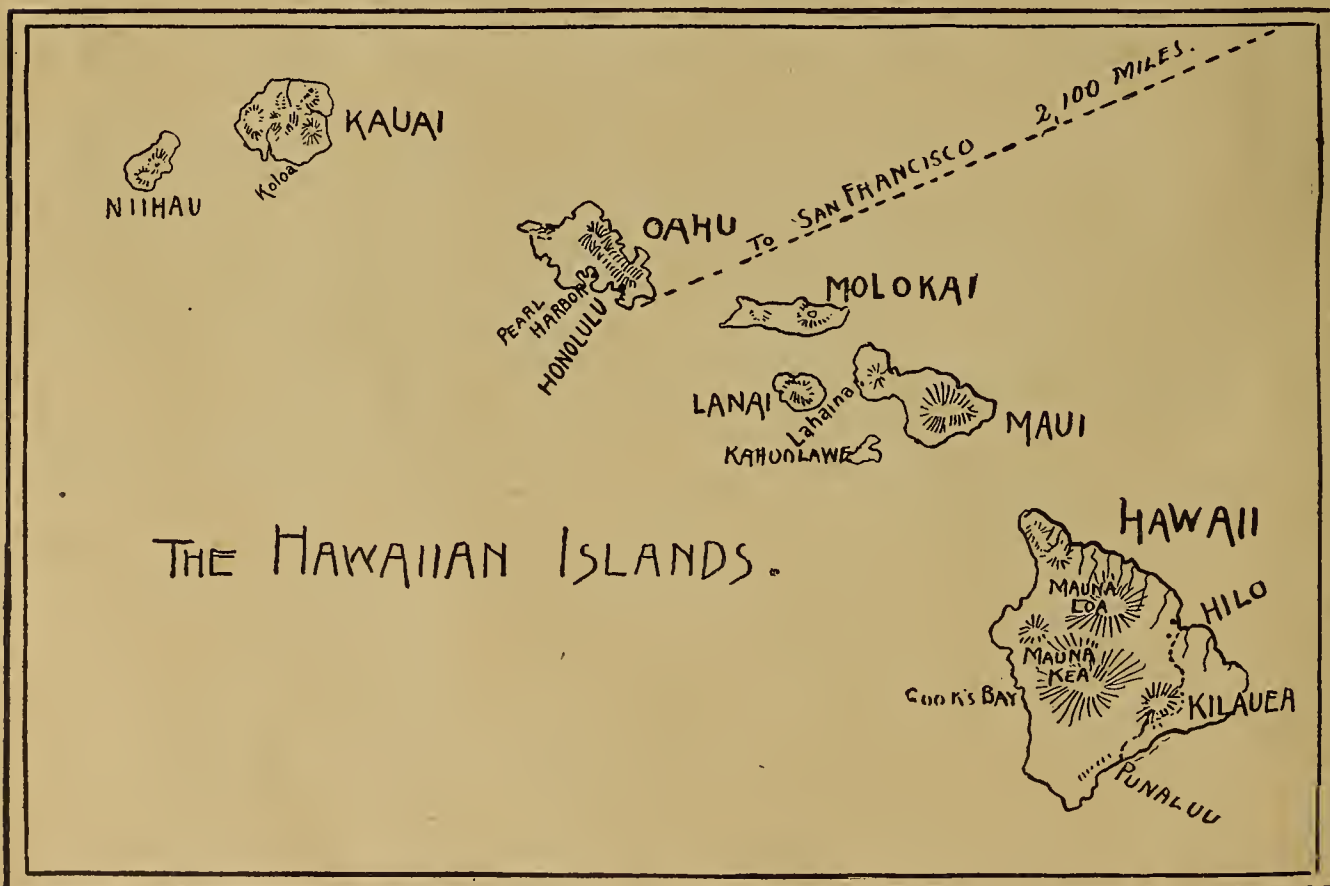 KAUAI
NIIHAU
Koloa
OAHU
PEARL
HARBOR
HONOLULU
TO SAN FRANCISCO 2,100 MILES.
MOLOKAI
LANAI
Lahaina
MAUI
KAHUOLAWE
THE HAWAIIAN ISLANDS.
HAWAII
MAUNA
LOA
HILO
MAUNA
KEA
COOK'S BAY
KILAUEA
PUNALUU